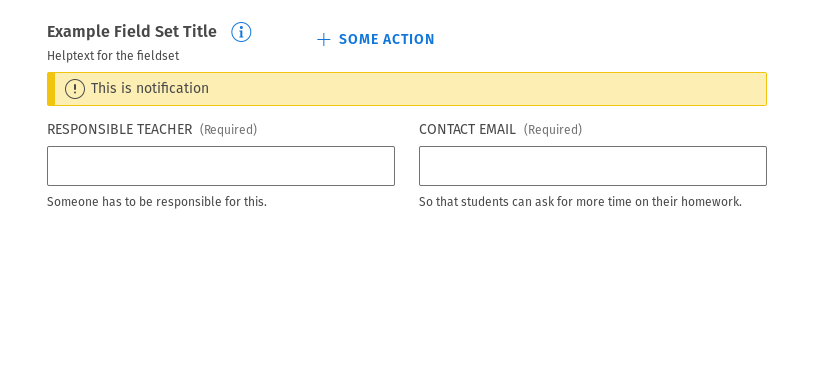 Example Field Set Title
+ SOME ACTION
Helptext for the fieldset
This is notification
RESPONSIBLE TEACHER (Required)
CONTACT EMAIL (Required)
Someone has to be responsible for this.
So that students can ask for more time on their homework.